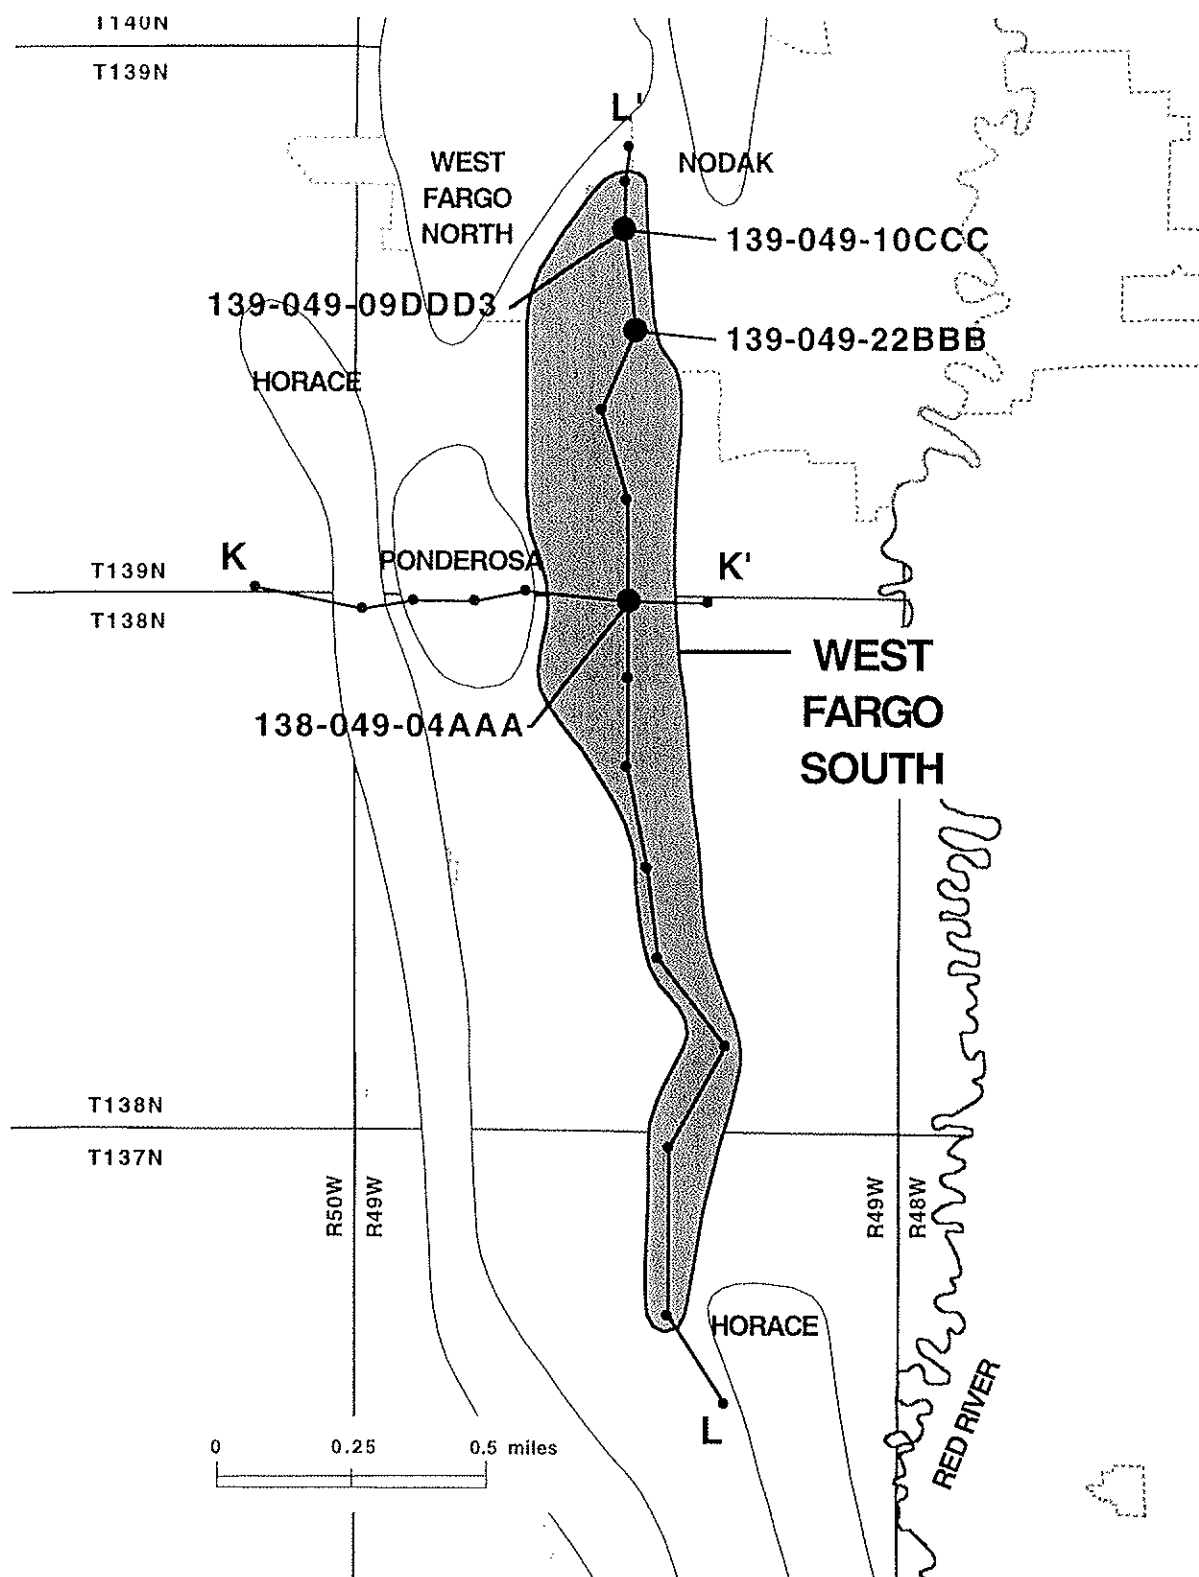 T140N
T139N
L'
WEST
FARGO
NORTH
NODAK
139-049-10CCC
139-049-09DDD3
139-049-22BBB
HORACE
K
PONDEROSA
K'
T139N
T138N
WEST
FARGO
SOUTH
138-049-04AAA
T138N
T137N
R50W
R49W
R49W
R48W
HORACE
RED RIVER
L
0 0.25 0.5 miles